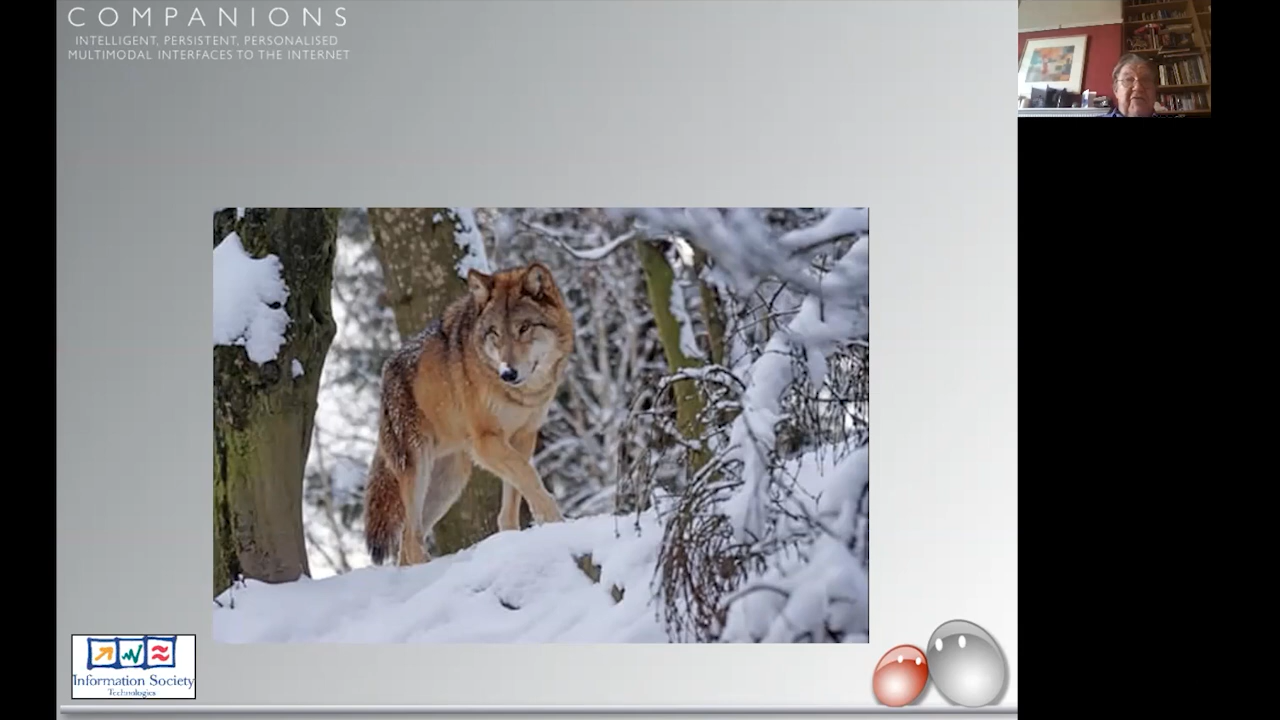 COMPANIONS
INTELLIGENT, PERSISTENT, PERSONALISED
MULTIMODAL INTERFACES TO THE INTERNET
Information Society
Technologies